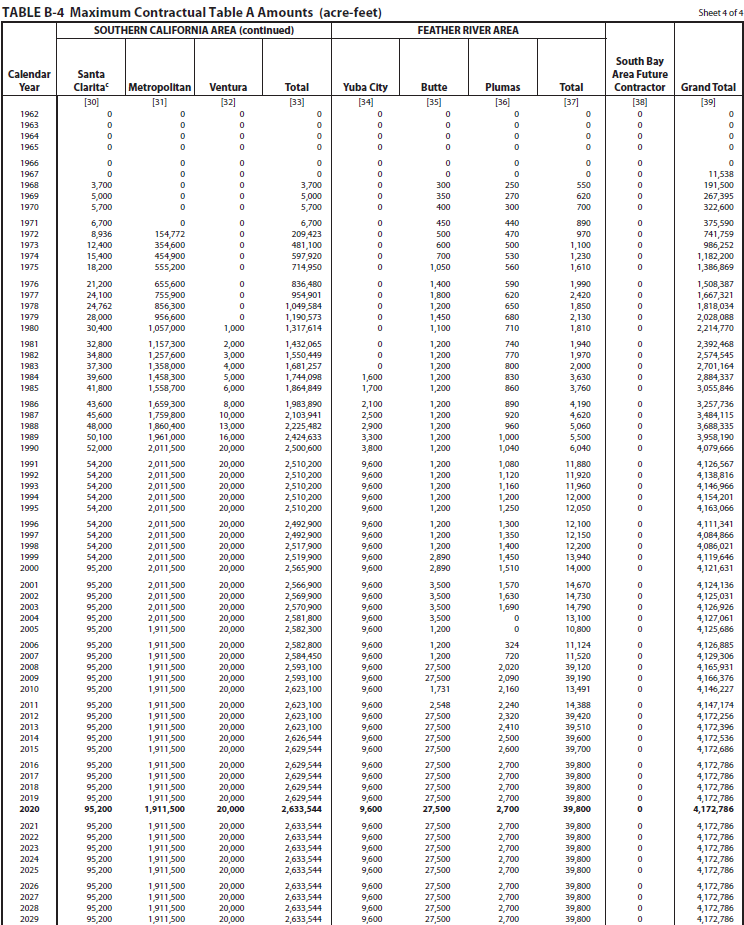 TABLE B-4 Maximum Contractual Table A Amounts (acre-feet) Sheet 4 of 4
SOUTHERN CALIFORNIA AREA (continued) FEATHER RIVER AREA
South Bay
Calendar Santa Area Future
Year Claritaᶜ Metropolitan Ventura Total Yuba City Butte Plumas Total Contractor Grand Total
[30] [31] [32] [33] [34] [35] [36] [37] [38] [39]
1962 0 0 0 0 0 0 0 0 0 0
1963 0 0 0 0 0 0 0 0 0 0
1964 0 0 0 0 0 0 0 0 0 0
1965 0 0 0 0 0 0 0 0 0 0
1966 0 0 0 0 0 0 0 0 0 0
1967 0 0 0 0 0 0 0 0 0 11,538
1968 3,700 0 0 3,700 0 300 250 550 0 191,500
1969 5,000 0 0 5,000 0 350 270 620 0 267,395
1970 5,700 0 0 5,700 0 400 300 700 0 322,600
1971 6,700 0 0 6,700 0 450 440 890 0 375,590
1972 8,936 154,772 0 209,423 0 500 470 970 0 741,759
1973 12,400 354,600 0 481,100 0 600 500 1,100 0 986,252
1974 15,400 454,900 0 597,920 0 700 530 1,230 0 1,182,200
1975 18,200 555,200 0 714,950 0 1,050 560 1,610 0 1,386,869
1976 21,200 655,600 0 836,480 0 1,400 590 1,990 0 1,508,387
1977 24,100 755,900 0 954,901 0 1,800 620 2,420 0 1,667,321
1978 24,762 856,300 0 1,049,584 0 1,200 650 1,850 0 1,818,034
1979 28,000 956,600 0 1,190,573 0 1,450 680 2,130 0 2,028,088
1980 30,400 1,057,000 1,000 1,317,614 0 1,100 710 1,810 0 2,214,770
1981 32,800 1,157,300 2,000 1,432,065 0 1,200 740 1,940 0 2,392,468
1982 34,800 1,257,600 3,000 1,550,449 0 1,200 770 1,970 0 2,574,545
1983 37,300 1,358,000 4,000 1,681,257 0 1,200 800 2,000 0 2,701,164
1984 39,600 1,458,300 5,000 1,744,098 1,600 1,200 830 3,630 0 2,884,337
1985 41,800 1,558,700 6,000 1,864,849 1,700 1,200 860 3,760 0 3,055,846
1986 43,600 1,659,300 8,000 1,983,890 2,100 1,200 890 4,190 0 3,257,736
1987 45,600 1,759,800 10,000 2,103,941 2,500 1,200 920 4,620 0 3,484,115
1988 48,000 1,860,400 13,000 2,225,482 2,900 1,200 960 5,060 0 3,688,335
1989 50,100 1,961,000 16,000 2,424,633 3,300 1,200 1,000 5,500 0 3,958,190
1990 52,000 2,011,500 20,000 2,500,600 3,800 1,200 1,040 6,040 0 4,079,666
1991 54,200 2,011,500 20,000 2,510,200 9,600 1,200 1,080 11,880 0 4,126,567
1992 54,200 2,011,500 20,000 2,510,200 9,600 1,200 1,120 11,920 0 4,138,816
1993 54,200 2,011,500 20,000 2,510,200 9,600 1,200 1,160 11,960 0 4,146,966
1994 54,200 2,011,500 20,000 2,510,200 9,600 1,200 1,200 12,000 0 4,154,201
1995 54,200 2,011,500 20,000 2,510,200 9,600 1,200 1,250 12,050 0 4,163,066
1996 54,200 2,011,500 20,000 2,492,900 9,600 1,200 1,300 12,100 0 4,111,341
1997 54,200 2,011,500 20,000 2,492,900 9,600 1,200 1,350 12,150 0 4,084,866
1998 54,200 2,011,500 20,000 2,517,900 9,600 1,200 1,400 12,200 0 4,086,021
1999 54,200 2,011,500 20,000 2,519,900 9,600 2,890 1,450 13,940 0 4,119,646
2000 95,200 2,011,500 20,000 2,565,900 9,600 2,890 1,510 14,000 0 4,121,631
2001 95,200 2,011,500 20,000 2,566,900 9,600 3,500 1,570 14,670 0 4,124,136
2002 95,200 2,011,500 20,000 2,569,900 9,600 3,500 1,630 14,730 0 4,125,031
2003 95,200 2,011,500 20,000 2,570,900 9,600 3,500 1,690 14,790 0 4,126,926
2004 95,200 2,011,500 20,000 2,581,800 9,600 3,500 0 13,100 0 4,127,061
2005 95,200 1,911,500 20,000 2,582,300 9,600 1,200 0 10,800 0 4,125,686
2006 95,200 1,911,500 20,000 2,582,800 9,600 1,200 324 11,124 0 4,126,885
2007 95,200 1,911,500 20,000 2,584,450 9,600 1,200 720 11,520 0 4,129,306
2008 95,200 1,911,500 20,000 2,593,100 9,600 27,500 2,020 39,120 0 4,165,931
2009 95,200 1,911,500 20,000 2,593,100 9,600 27,500 2,090 39,190 0 4,166,376
2010 95,200 1,911,500 20,000 2,623,100 9,600 1,731 2,160 13,491 0 4,146,227
2011 95,200 1,911,500 20,000 2,623,100 9,600 2,548 2,240 14,388 0 4,147,174
2012 95,200 1,911,500 20,000 2,623,100 9,600 27,500 2,320 39,420 0 4,172,256
2013 95,200 1,911,500 20,000 2,623,100 9,600 27,500 2,410 39,510 0 4,172,396
2014 95,200 1,911,500 20,000 2,626,544 9,600 27,500 2,500 39,600 0 4,172,536
2015 95,200 1,911,500 20,000 2,629,544 9,600 27,500 2,600 39,700 0 4,172,686
2016 95,200 1,911,500 20,000 2,629,544 9,600 27,500 2,700 39,800 0 4,172,786
2017 95,200 1,911,500 20,000 2,629,544 9,600 27,500 2,700 39,800 0 4,172,786
2018 95,200 1,911,500 20,000 2,629,544 9,600 27,500 2,700 39,800 0 4,172,786
2019 95,200 1,911,500 20,000 2,629,544 9,600 27,500 2,700 39,800 0 4,172,786
2020 95,200 1,911,500 20,000 2,633,544 9,600 27,500 2,700 39,800 0 4,172,786
2021 95,200 1,911,500 20,000 2,633,544 9,600 27,500 2,700 39,800 0 4,172,786
2022 95,200 1,911,500 20,000 2,633,544 9,600 27,500 2,700 39,800 0 4,172,786
2023 95,200 1,911,500 20,000 2,633,544 9,600 27,500 2,700 39,800 0 4,172,786
2024 95,200 1,911,500 20,000 2,633,544 9,600 27,500 2,700 39,800 0 4,172,786
2025 95,200 1,911,500 20,000 2,633,544 9,600 27,500 2,700 39,800 0 4,172,786
2026 95,200 1,911,500 20,000 2,633,544 9,600 27,500 2,700 39,800 0 4,172,786
2027 95,200 1,911,500 20,000 2,633,544 9,600 27,500 2,700 39,800 0 4,172,786
2028 95,200 1,911,500 20,000 2,633,544 9,600 27,500 2,700 39,800 0 4,172,786
2029 95,200 1,911,500 20,000 2,633,544 9,600 27,500 2,700 39,800 0 4,172,786